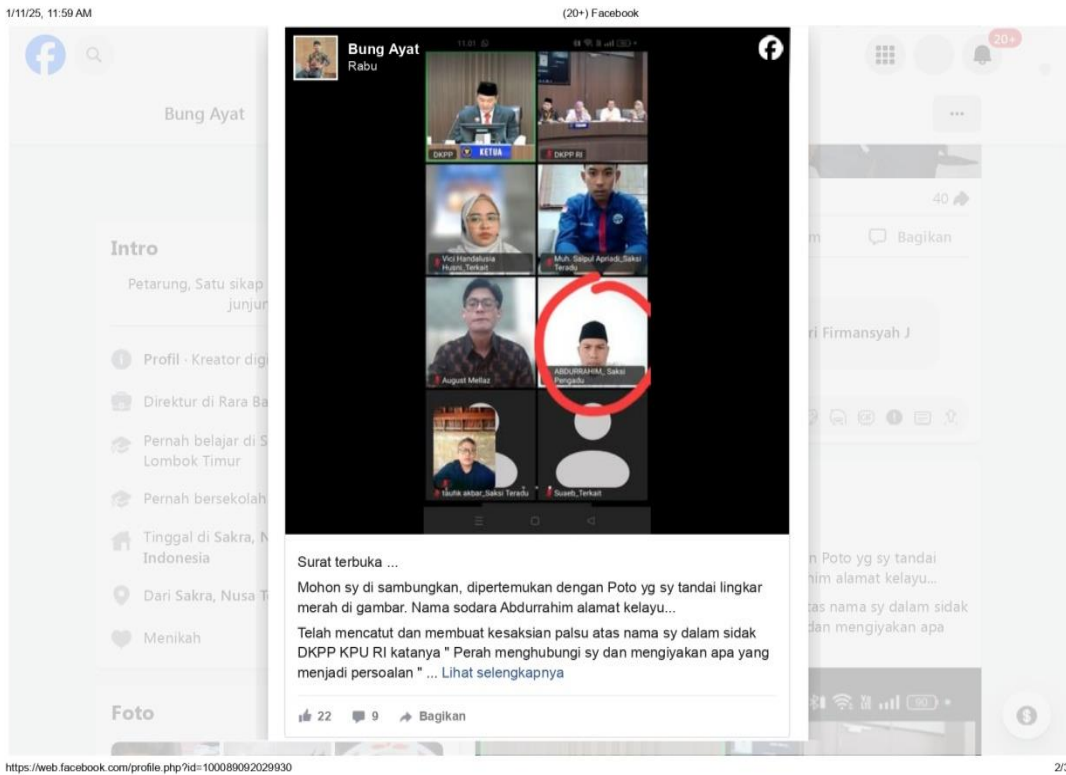 1/11/25, 11:59 AM
(20+) Facebook
20+
Bung Ayat
Rabu
11.01
Bung Ayat
DKPP
KETUA
DKPP RI
Vici Handalusia
Husni_Terkait
Muh. Saipul Apriadi_Saksi
Teradu
August Mellaz
ABDURRAHIM_ Saksi
Pengadu
taufik akbar_Saksi Teradu
Suaeb_Terkait
Intro
Petarung, Satu sikap
junjun
Profil · Kreator digi
Direktur di Rara Ba
Pernah belajar di S
Lombok Timur
Pernah bersekolah
Tinggal di Sakra, N
Indonesia
Dari Sakra, Nusa T
Menikah
Foto
40
m
Bagikan
ri Firmansyah J
n Poto yg sy tandai
him alamat kelayu...
tas nama sy dalam sidak
dan mengiyakan apa
90
Surat terbuka ...
Mohon sy di sambungkan, dipertemukan dengan Poto yg sy tandai lingkar
merah di gambar. Nama sodara Abdurrahim alamat kelayu...
Telah mencatut dan membuat kesaksian palsu atas nama sy dalam sidak
DKPP KPU RI katanya " Perah menghubungi sy dan mengiyakan apa yang
menjadi persoalan " ... Lihat selengkapnya
22
9
Bagikan
https://web.facebook.com/profile.php?id=100089092029930
2/3